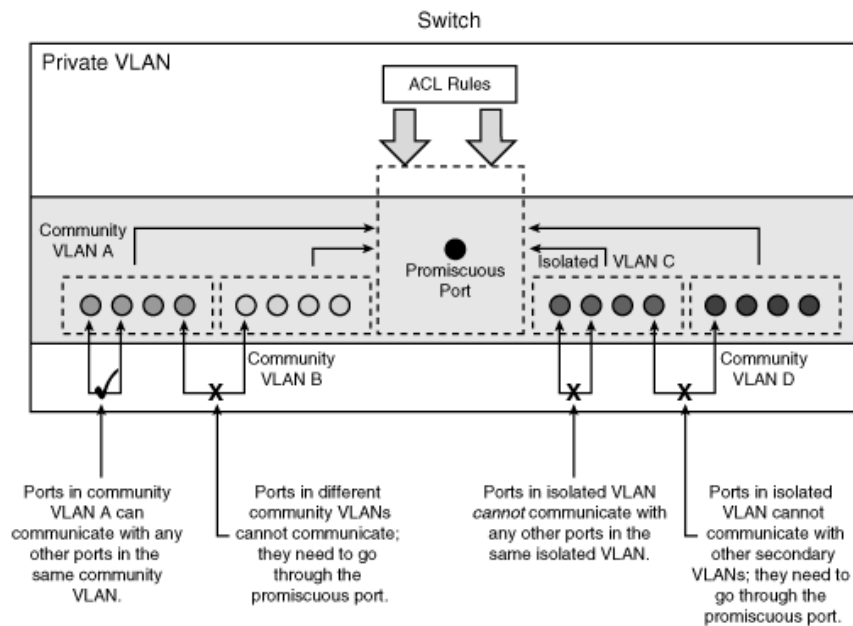 Switch
Private VLAN
ACL Rules
Community
VLAN A
Promiscuous
Port
Isolated VLAN C
Community
VLAN B
Community
VLAN D
X
X
X
Ports in community
VLAN A can
communicate with any
other ports in the
same community
VLAN.
Ports in different
community VLANs
cannot communicate;
they need to go
through the
promiscuous port.
Ports in isolated VLAN
cannot communicate with
any other ports in the
same isolated VLAN.
Ports in isolated
VLAN cannot
communicate with
other secondary
VLANs; they need to
go through the
promiscuous port.